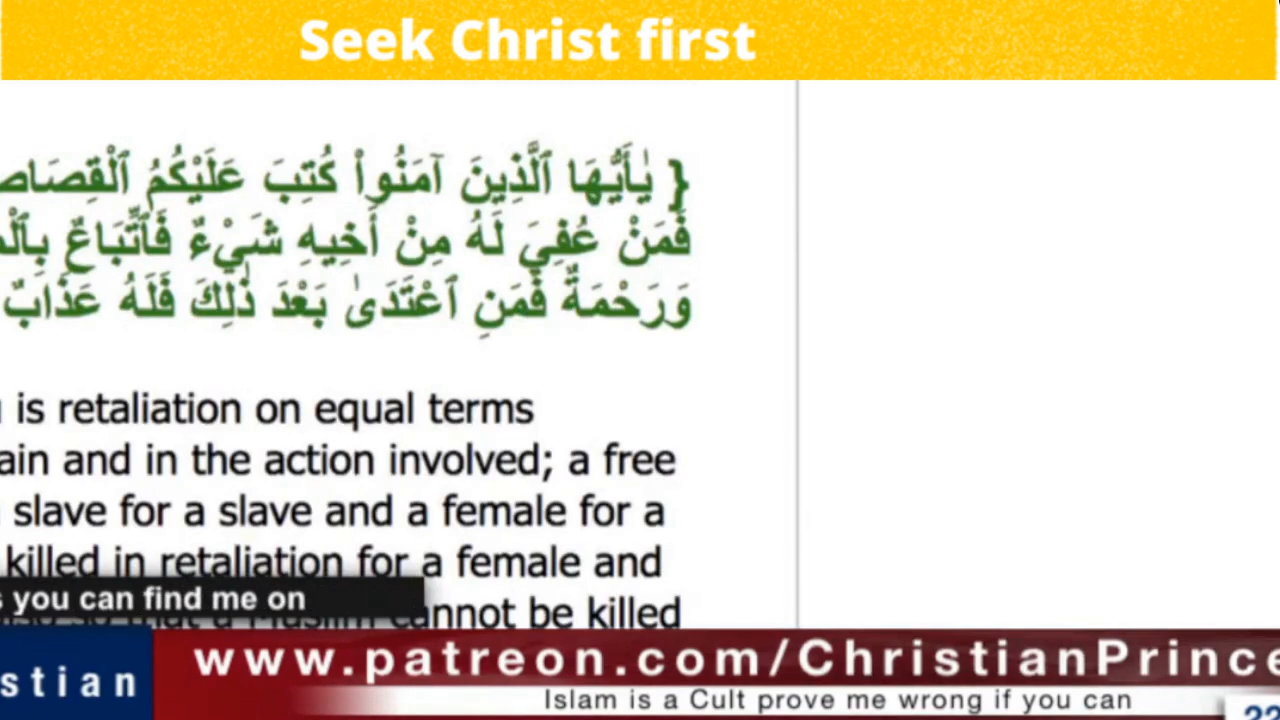 Seek Christ first
{ يَٰأَيُّهَا ٱلَّذِينَ آمَنُواْ كُتِبَ عَلَيْكُمُ ٱلْقِصَاص
فَمَنْ عُفِيَ لَهُ مِنْ أَخِيهِ شَيْءٌ فَٱتِّبَاعٌ
وَرَحْمَةٌ فَمَنِ ٱعْتَدَىٰ بَعْدَ ذٰلِكَ فَلَهُ عَذَابٌ
is retaliation on equal terms
ain and in the action involved; a free
slave for a slave and a female for a
killed in retaliation for a female and
cannot be killed
s you can find me on
stian
www.patreon.com/ChristianPrince
Islam is a Cult prove me wrong if you can